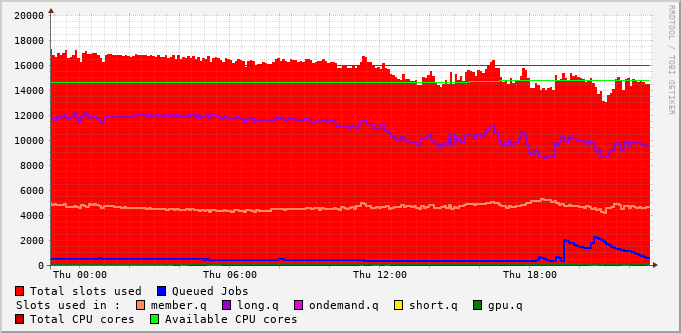 20000
18000
16000
14000
12000
10000
8000
6000
4000
2000
0
Thu 00:00 Thu 06:00 Thu 12:00 Thu 18:00
RRDTOOL / TOBI OETIKER
Total slots used Queued Jobs
Slots used in : member.q long.q ondemand.q short.q gpu.q
Total CPU cores Available CPU cores